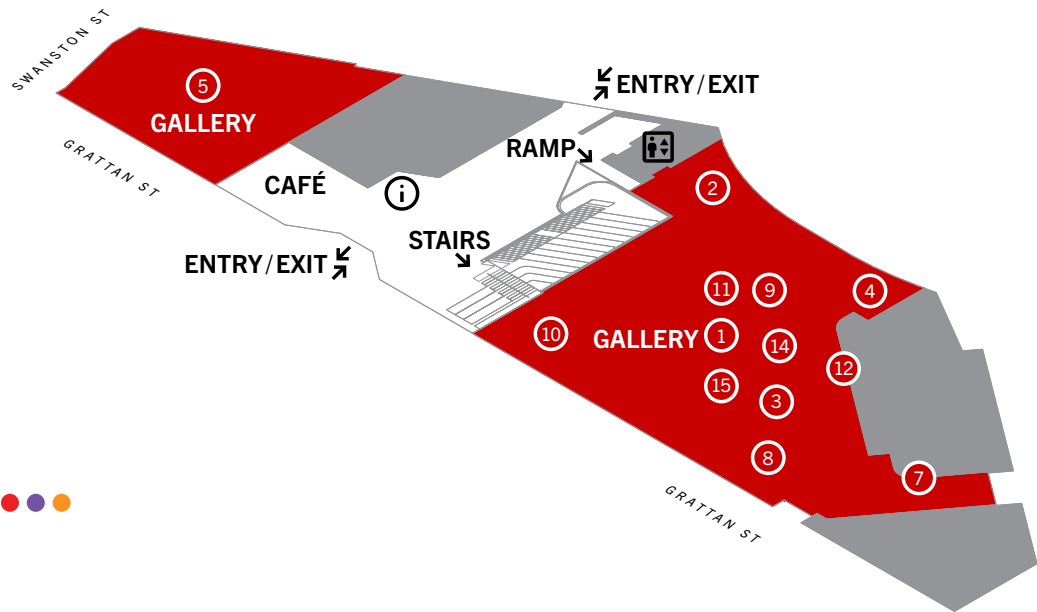 SWANSTON ST
5
GALLERY
GRATTAN ST
CAFÉ
i
ENTRY/EXIT
RAMP
STAIRS
ENTRY/EXIT
2
11
9
4
10
GALLERY
1
14
12
15
3
8
7
GRATTAN ST